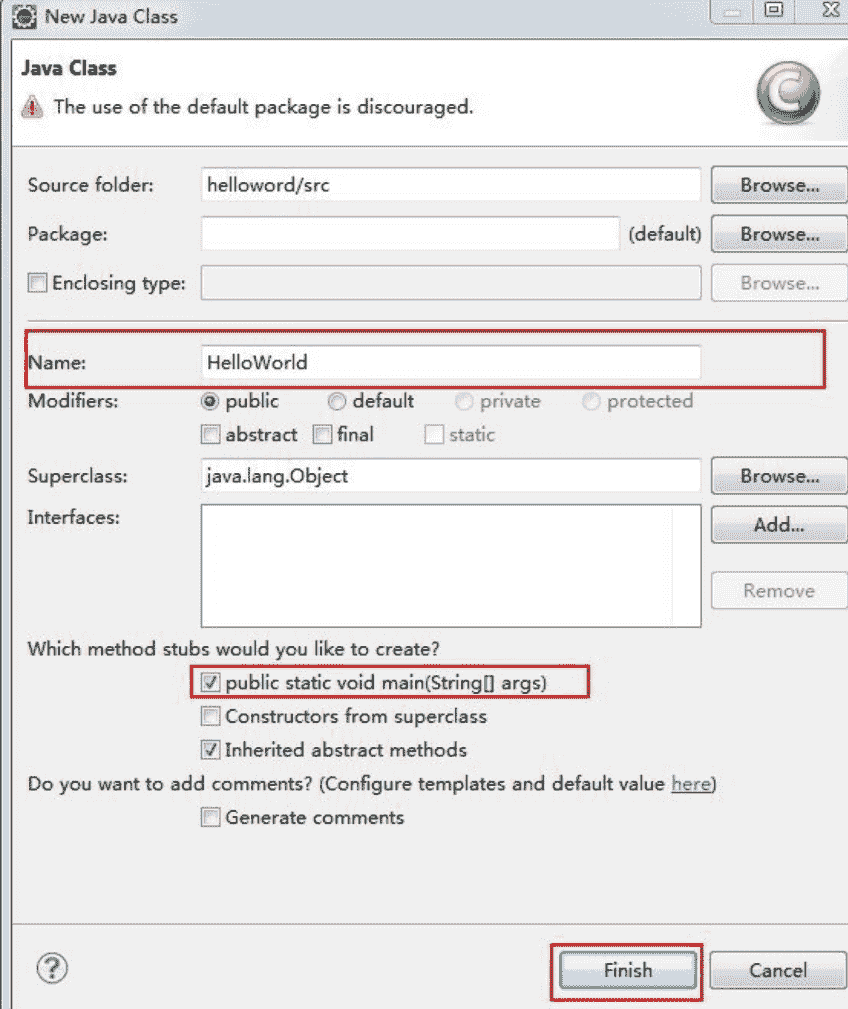 New Java Class
Java Class
The use of the default package is discouraged.
Source folder: helloword/src Browse...
Package: (default) Browse...
Enclosing type: Browse...
Name: HelloWorld
Modifiers: public default private protected
abstract final static
Superclass: java.lang.Object Browse...
Interfaces: Add...
Remove
Which method stubs would you like to create?
public static void main(String[] args)
Constructors from superclass
Inherited abstract methods
Do you want to add comments? (Configure templates and default value here)
Generate comments
? Finish Cancel